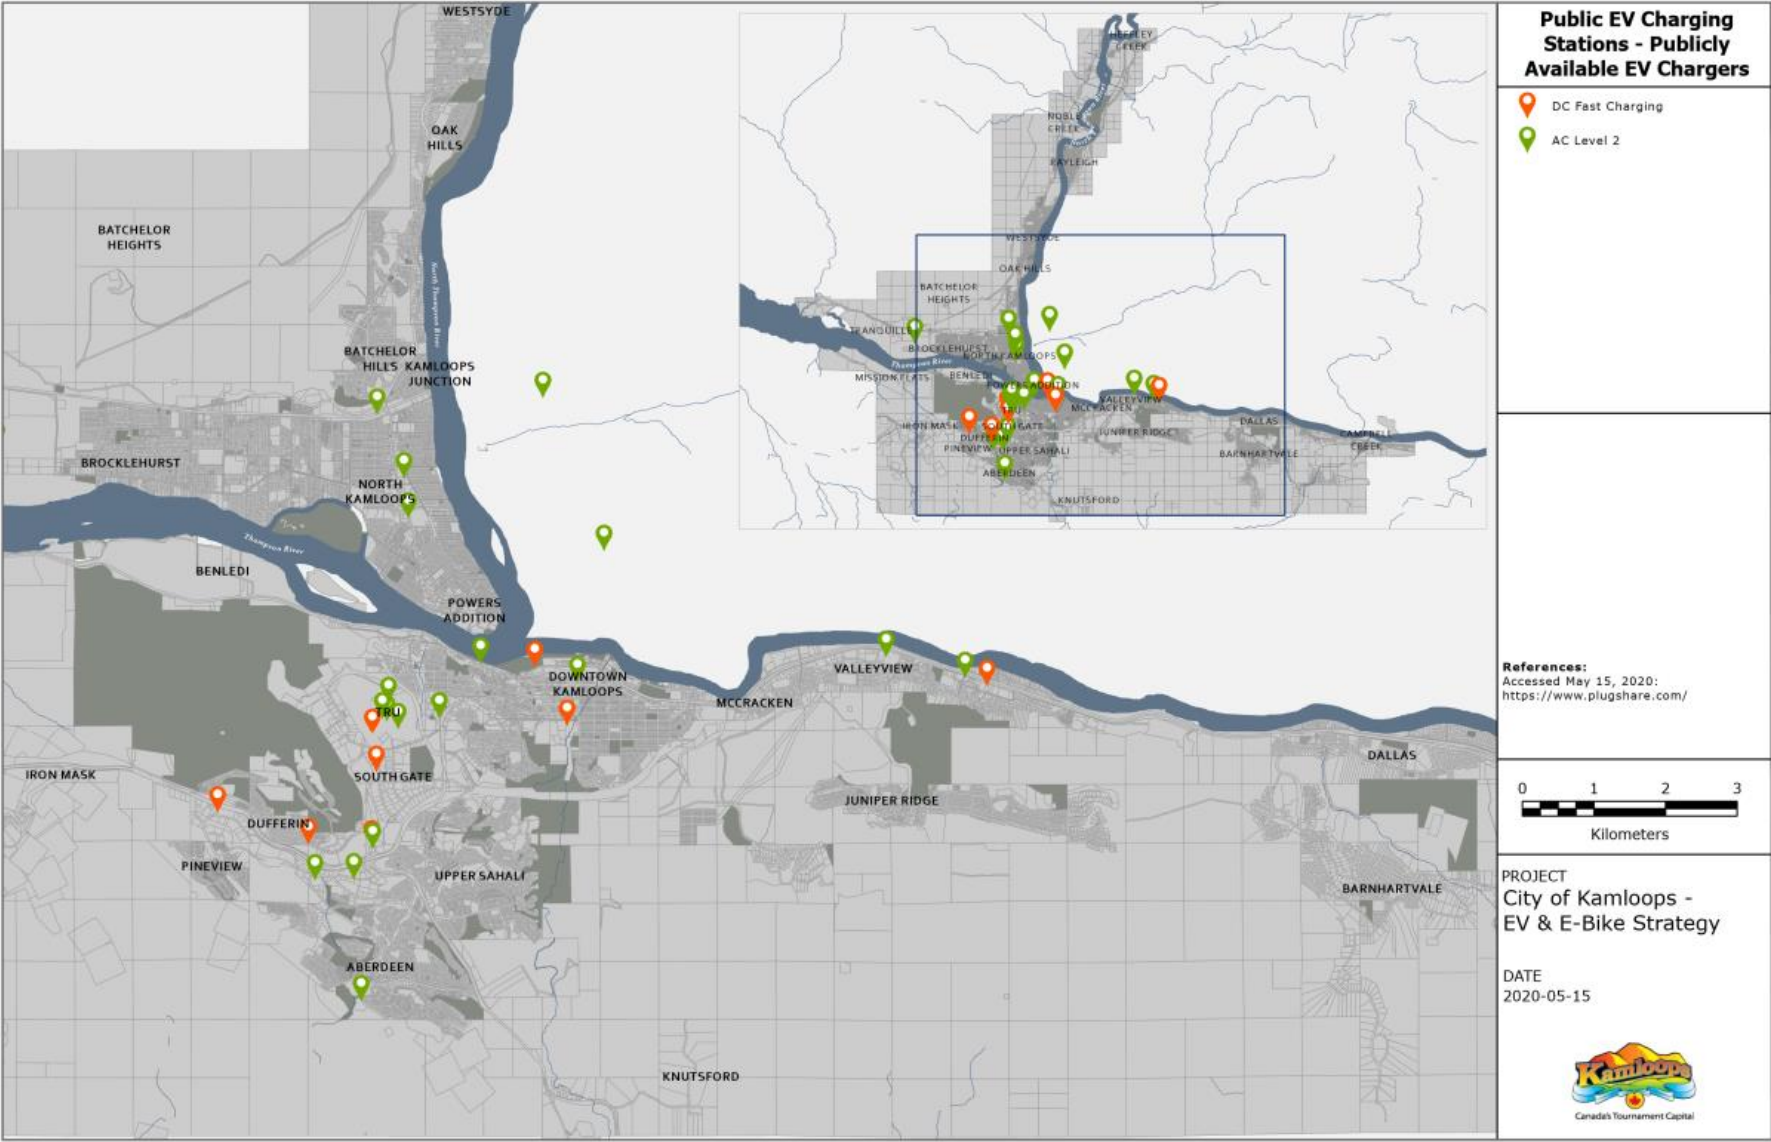 WESTSYDE
OAK
HILLS
BATCHELOR
HEIGHTS
North Thompson River
BATCHELOR
HILLS
KAMLOOPS
JUNCTION
BROCKLEHURST
NORTH
KAMLOOPS
Thompson River
BENLEDI
POWERS
ADDITION
DOWNTOWN
KAMLOOPS
VALLEYVIEW
MCCRACKEN
TRU
IRON MASK
SOUTH GATE
DALLAS
JUNIPER RIDGE
DUFFERIN
PINEVIEW
UPPER SAHALI
BARNHARTVALE
ABERDEEN
KNUTSFORD
HEFFLEY
CREEK
NOBLE
CREEK
RAYLEIGH
WESTSYDE
OAK HILLS
BATCHELOR
HEIGHTS
TRANQUILLE
BROCKLEHURST
NORTH KAMLOOPS
Thompson River
MISSION FLATS
BENLEDI
POWERS ADDITION
VALLEYVIEW
MCCRACKEN
TRU
IRON MASK
SOUTH GATE
JUNIPER RIDGE
DALLAS
DUFFERIN
PINEVIEW
UPPER SAHALI
CAMPBELL
CREEK
BARNHARTVALE
ABERDEEN
KNUTSFORD
Public EV Charging
Stations - Publicly
Available EV Chargers
DC Fast Charging
AC Level 2
References:
Accessed May 15, 2020:
https://www.plugshare.com/
0 1 2 3
Kilometers
PROJECT
City of Kamloops -
EV & E-Bike Strategy
DATE
2020-05-15
Kamloops
Canada's Tournament Capital